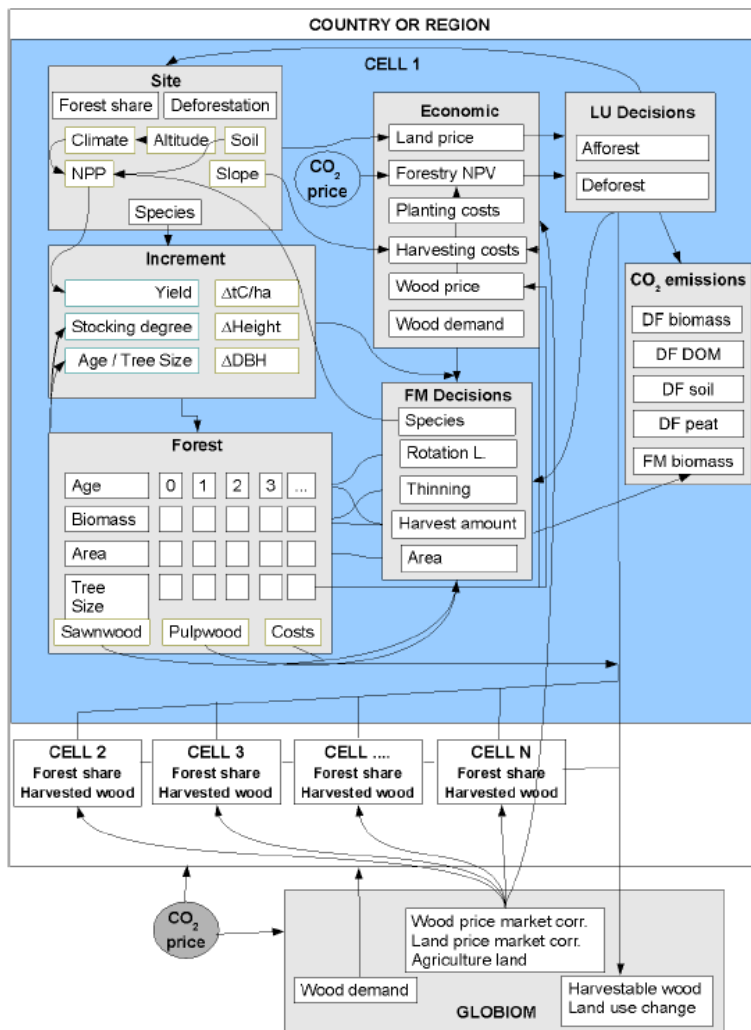 COUNTRY OR REGION
CELL 1
Site
Forest share
Deforestation
Climate
Altitude
Soil
NPP
Slope
Species
CO2
price
Economic
Land price
Forestry NPV
Planting costs
Harvesting costs
Wood price
Wood demand
LU Decisions
Afforest
Deforest
Increment
Yield
ΔtC/ha
Stocking degree
ΔHeight
Age / Tree Size
ΔDBH
CO2 emissions
DF biomass
DF DOM
DF soil
DF peat
FM biomass
FM Decisions
Species
Rotation L.
Thinning
Harvest amount
Area
Forest
Age
0 1 2 3 ...
Biomass
Area
Tree
Size
Sawnwood
Pulpwood
Costs
CELL 2
Forest share
Harvested wood
CELL 3
Forest share
Harvested wood
CELL ....
Forest share
Harvested wood
CELL N
Forest share
Harvested wood
CO2
price
Wood price market corr.
Land price market corr.
Agriculture land
Wood demand
Harvestable wood
Land use change
GLOBIOM